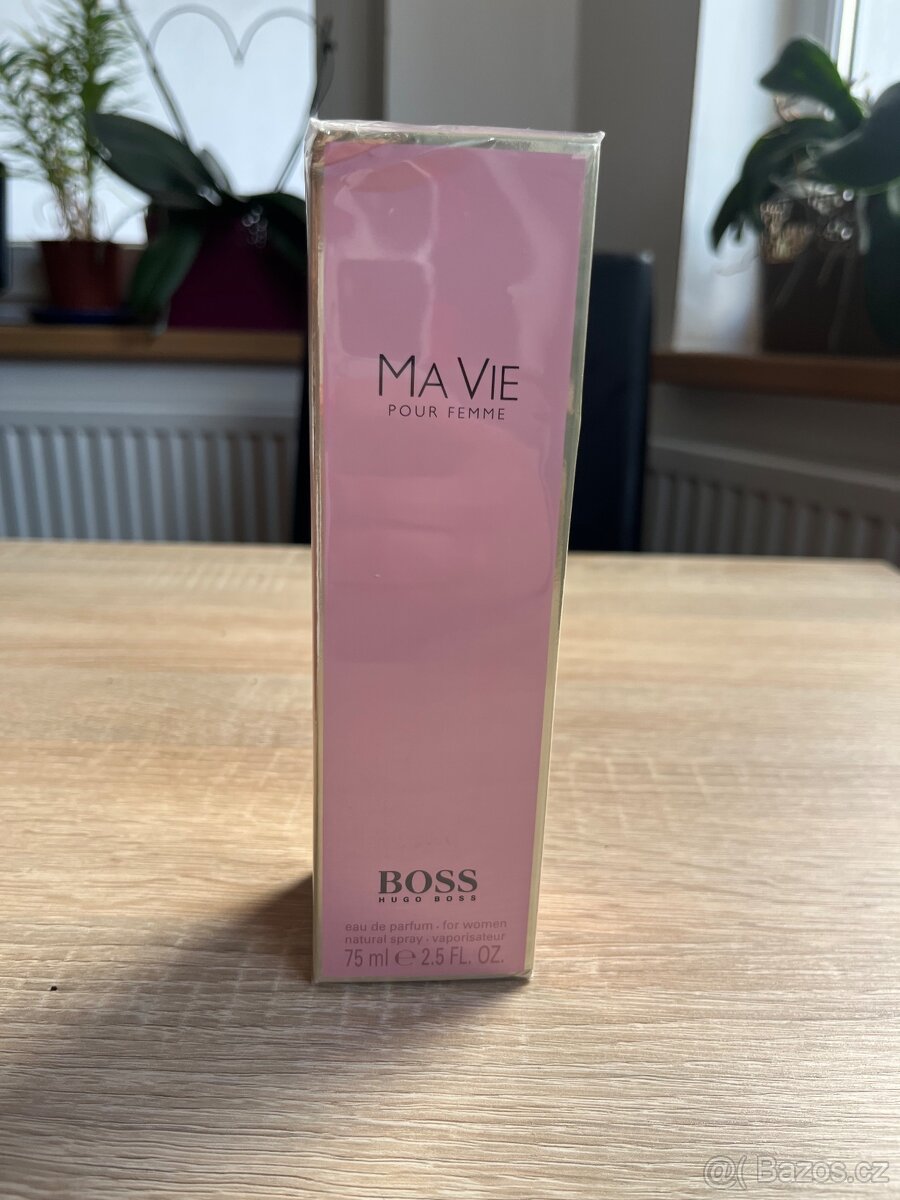 MA VIE
POUR FEMME
BOSS
HUGO BOSS
eau de parfum • for women
natural spray • vaporisateur
75 ml ℮ 2.5 FL. OZ.
@( Bazos.cz